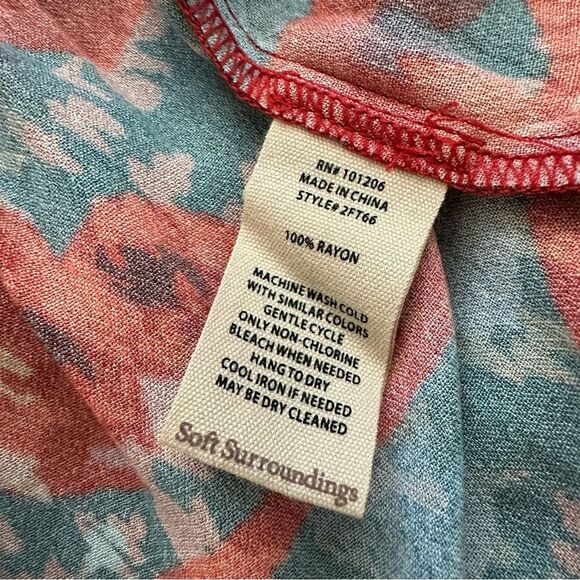 RN# 101206
MADE IN CHINA
STYLE# 2FT66
100% RAYON
MACHINE WASH COLD
WITH SIMILAR COLORS
GENTLE CYCLE
ONLY NON-CHLORINE
BLEACH WHEN NEEDED
HANG TO DRY
COOL IRON IF NEEDED
MAY BE DRY CLEANED
Soft Surroundings